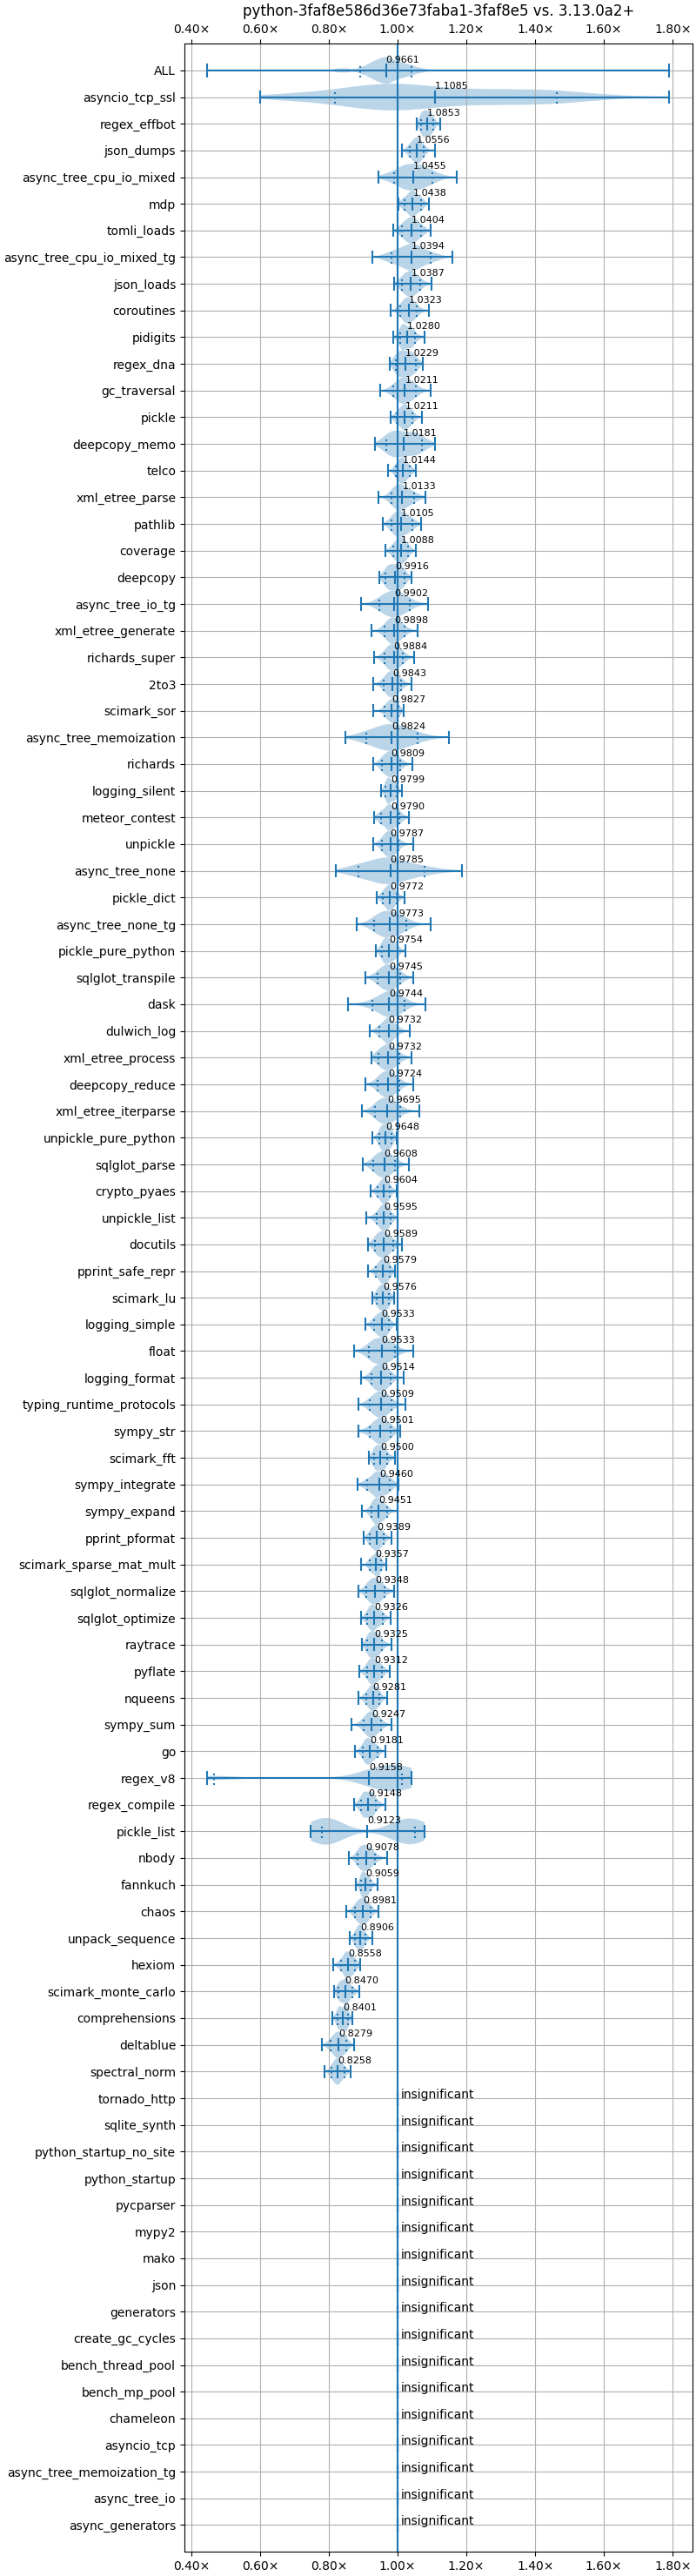 python-3faf8e586d36e73faba1-3faf8e5 vs. 3.13.0a2+
0.40× 0.60× 0.80× 1.00× 1.20× 1.40× 1.60× 1.80×
ALL 0.9661
asyncio_tcp_ssl 1.1085
regex_effbot 1.0853
json_dumps 1.0556
async_tree_cpu_io_mixed 1.0455
mdp 1.0438
tomli_loads 1.0404
async_tree_cpu_io_mixed_tg 1.0394
json_loads 1.0387
coroutines 1.0323
pidigits 1.0280
regex_dna 1.0229
gc_traversal 1.0211
pickle 1.0211
deepcopy_memo 1.0181
telco 1.0144
xml_etree_parse 1.0133
pathlib 1.0105
coverage 1.0088
deepcopy 0.9916
async_tree_io_tg 0.9902
xml_etree_generate 0.9898
richards_super 0.9884
2to3 0.9843
scimark_sor 0.9827
async_tree_memoization 0.9824
richards 0.9809
logging_silent 0.9799
meteor_contest 0.9790
unpickle 0.9787
async_tree_none 0.9785
pickle_dict 0.9772
async_tree_none_tg 0.9773
pickle_pure_python 0.9754
sqlglot_transpile 0.9745
dask 0.9744
dulwich_log 0.9732
xml_etree_process 0.9732
deepcopy_reduce 0.9724
xml_etree_iterparse 0.9695
unpickle_pure_python 0.9648
sqlglot_parse 0.9608
crypto_pyaes 0.9604
unpickle_list 0.9595
docutils 0.9589
pprint_safe_repr 0.9579
scimark_lu 0.9576
logging_simple 0.9533
float 0.9533
logging_format 0.9514
typing_runtime_protocols 0.9509
sympy_str 0.9501
scimark_fft 0.9500
sympy_integrate 0.9460
sympy_expand 0.9451
pprint_pformat 0.9389
scimark_sparse_mat_mult 0.9357
sqlglot_normalize 0.9348
sqlglot_optimize 0.9326
raytrace 0.9325
pyflate 0.9312
nqueens 0.9281
sympy_sum 0.9247
go 0.9181
regex_v8 0.9158
regex_compile 0.9148
pickle_list 0.9123
nbody 0.9078
fannkuch 0.9059
chaos 0.8981
unpack_sequence 0.8906
hexiom 0.8558
scimark_monte_carlo 0.8470
comprehensions 0.8401
deltablue 0.8279
spectral_norm 0.8258
tornado_http insignificant
sqlite_synth insignificant
python_startup_no_site insignificant
python_startup insignificant
pycparser insignificant
mypy2 insignificant
mako insignificant
json insignificant
generators insignificant
create_gc_cycles insignificant
bench_thread_pool insignificant
bench_mp_pool insignificant
chameleon insignificant
asyncio_tcp insignificant
async_tree_memoization_tg insignificant
async_tree_io insignificant
async_generators insignificant
0.40× 0.60× 0.80× 1.00× 1.20× 1.40× 1.60× 1.80×